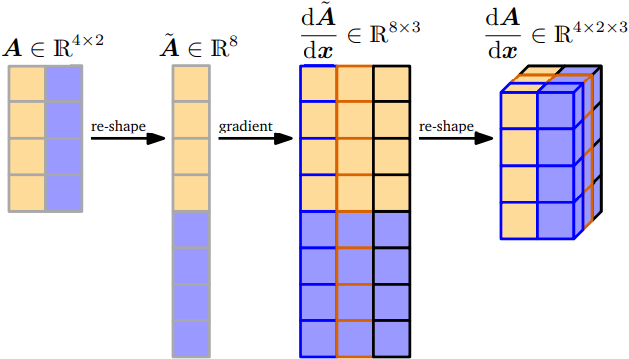 A ∈ ℝ^{4×2}
Ã ∈ ℝ^8
dÃ/dx ∈ ℝ^{8×3}
dA/dx ∈ ℝ^{4×2×3}
re-shape
gradient
re-shape